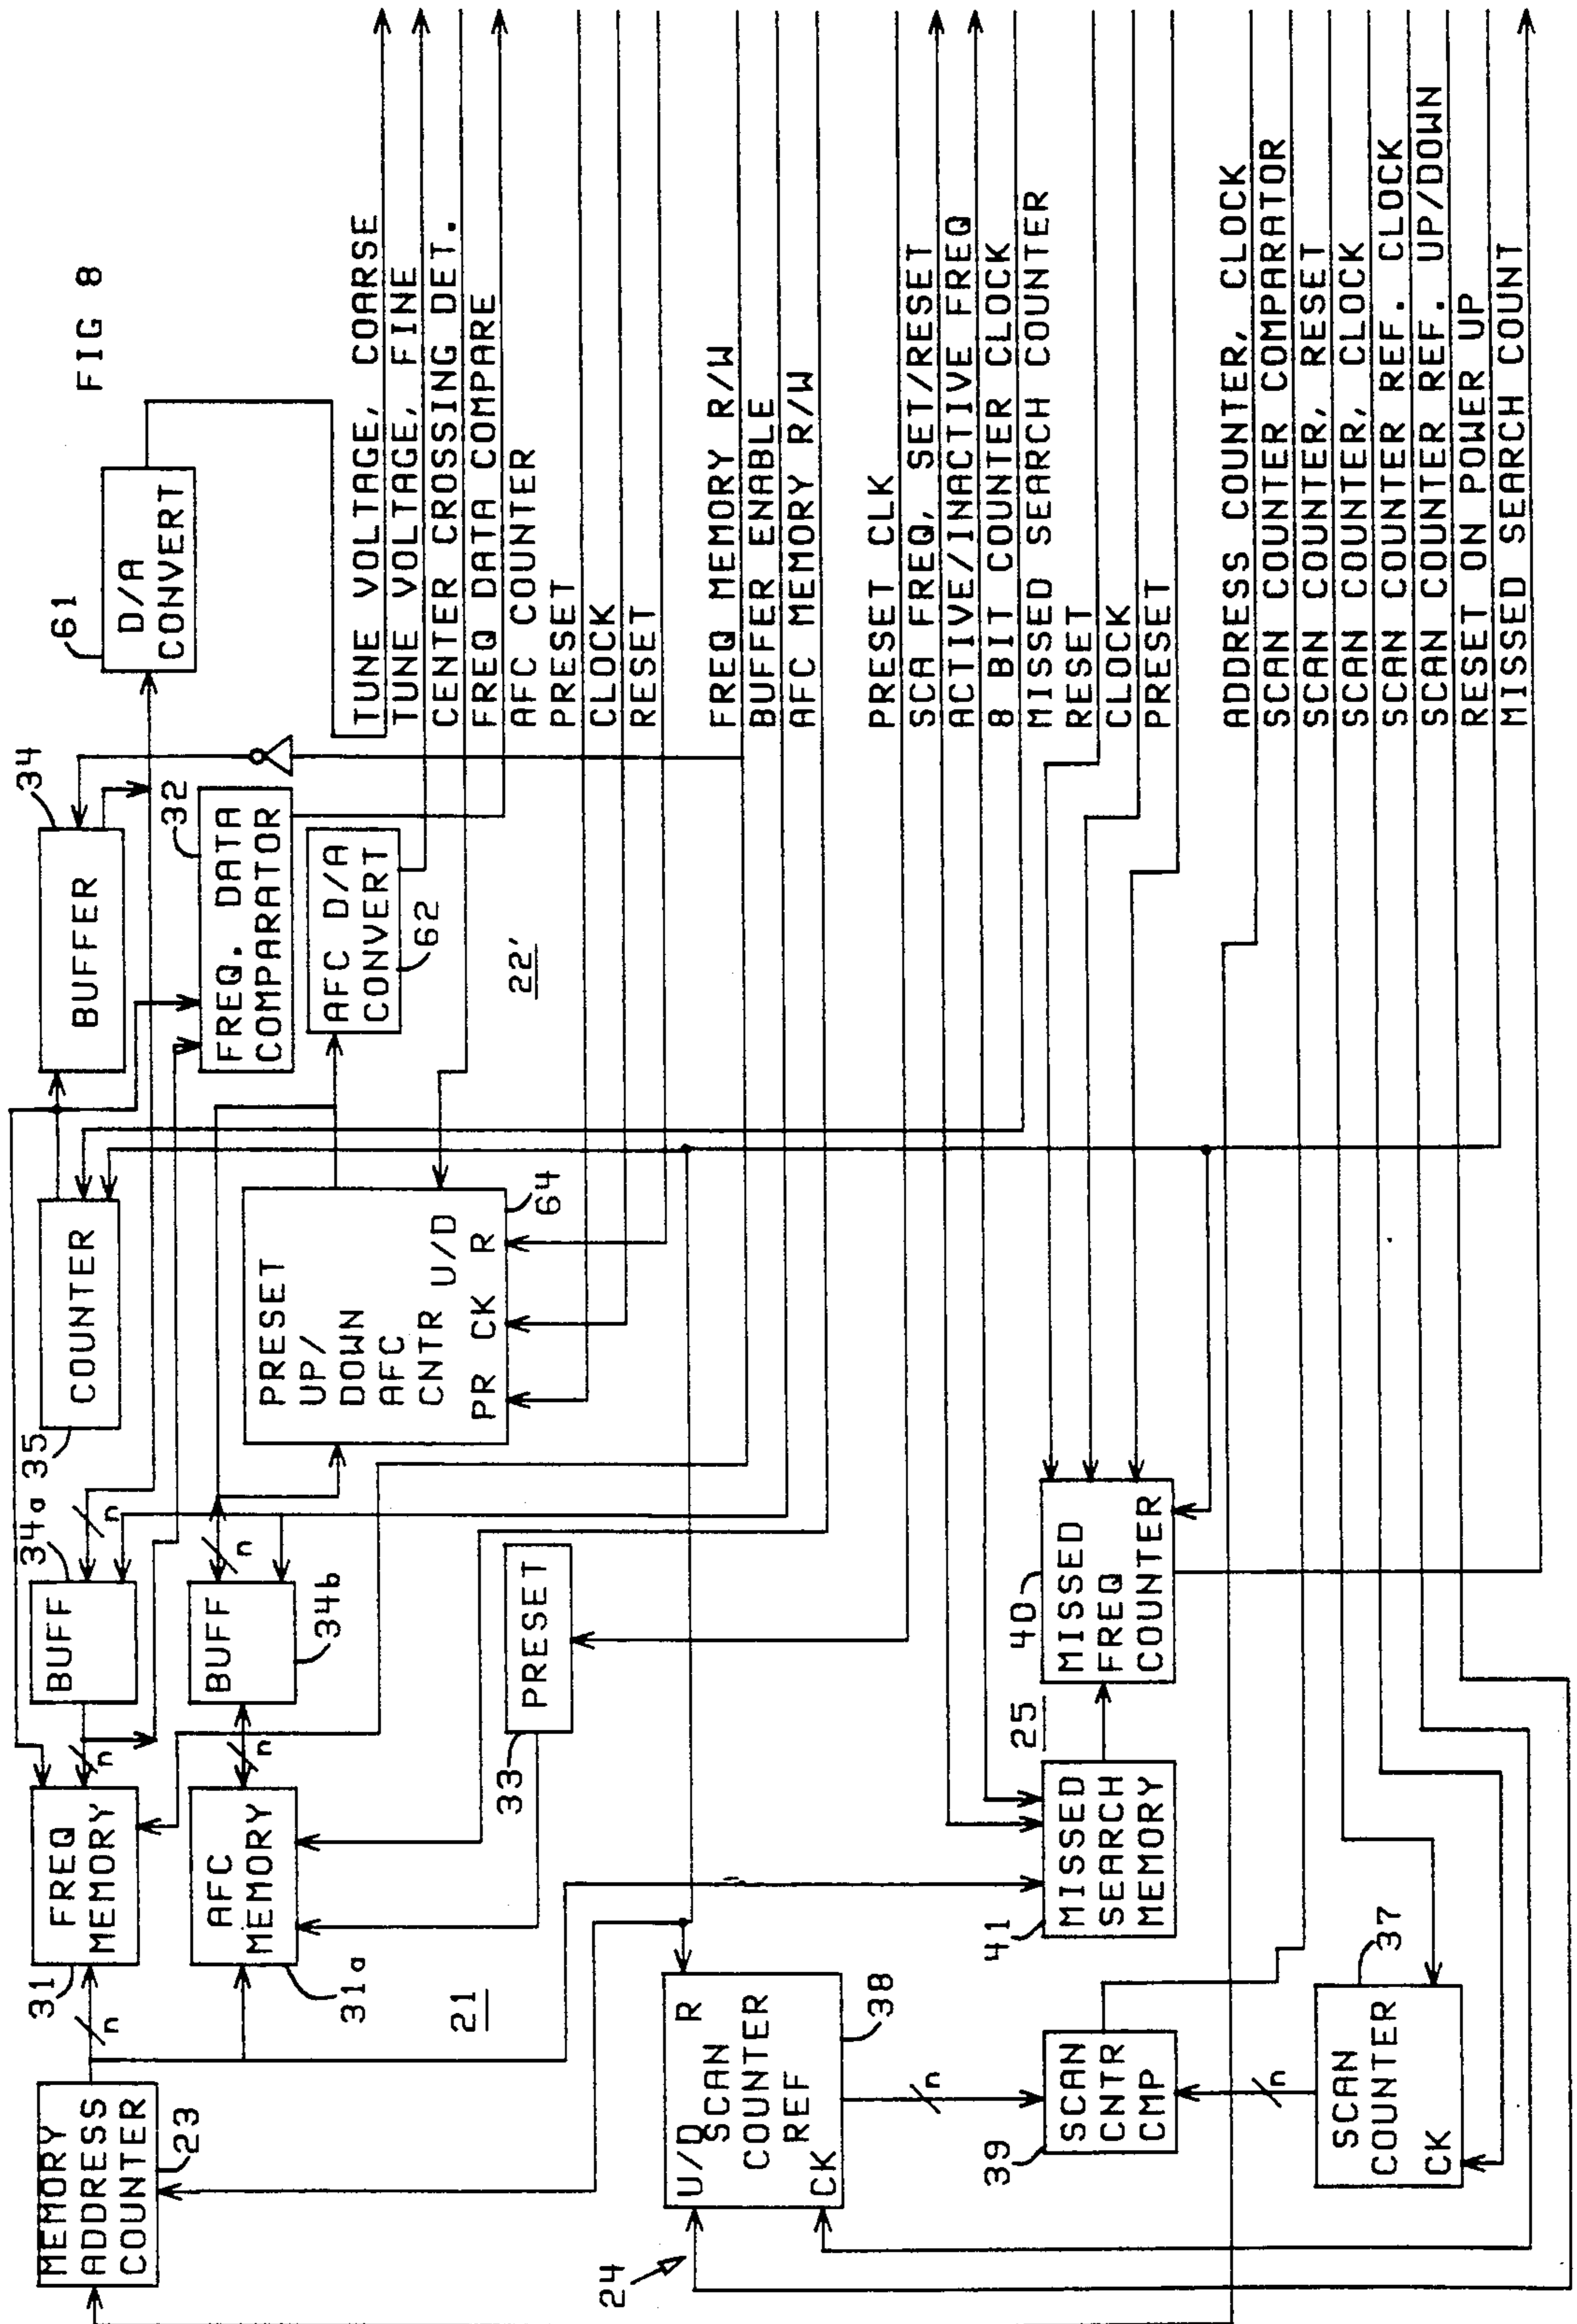 FIG 8
61
D/A
CONVERT
34
BUFFER
32
FREQ. DATA
COMPARATOR
AFC D/A
CONVERT
62
22'
35
COUNTER
34a
BUFF
n
n
34b
BUFF
n
n
31
FREQ
MEMORY
n
31a
AFC
MEMORY
21
MEMORY
ADDRESS
COUNTER
23
PRESET
UP/
DOWN
AFC
CNTR U/D
PR CK R
64
33
PRESET
TUNE VOLTAGE, COARSE
TUNE VOLTAGE, FINE
CENTER CROSSING DET.
FREQ DATA COMPARE
AFC COUNTER
PRESET
CLOCK
RESET
FREQ MEMORY R/W
BUFFER ENABLE
AFC MEMORY R/W
PRESET CLK
SCA FREQ, SET/RESET
ACTIVE/INACTIVE FREQ
8 BIT COUNTER CLOCK
MISSED SEARCH COUNTER
RESET
CLOCK
PRESET
ADDRESS COUNTER, CLOCK
SCAN COUNTER COMPARATOR
SCAN COUNTER, RESET
SCAN COUNTER, CLOCK
SCAN COUNTER REF. CLOCK
SCAN COUNTER REF. UP/DOWN
RESET ON POWER UP
MISSED SEARCH COUNT
24
U/D R
SCAN
COUNTER
REF
CK
38
n
39
SCAN
CNTR
CMP
n
37
SCAN
COUNTER
CK
41
MISSED
SEARCH
MEMORY
25
40
MISSED
FREQ
COUNTER